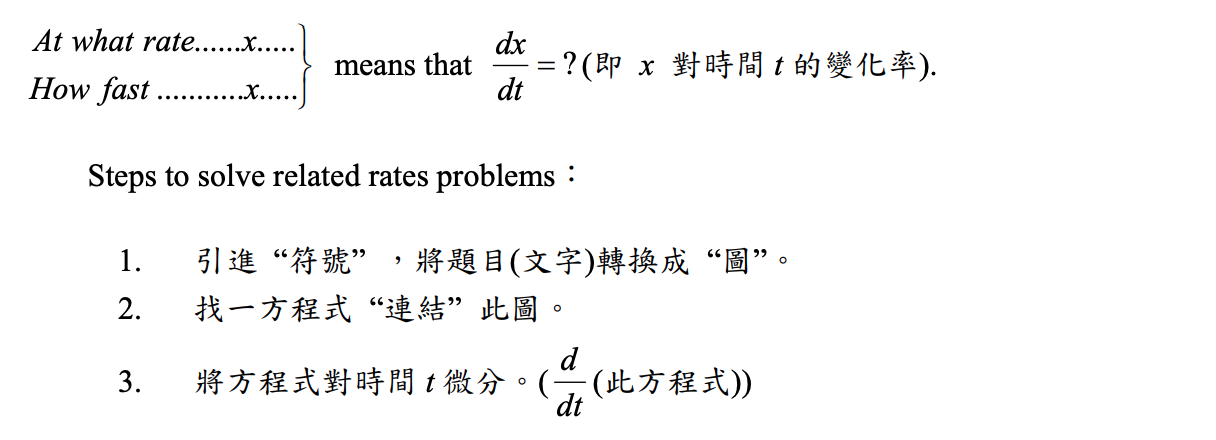 At what rate......x.....
How fast ...........x.....
means that dx/dt = ? (即 x 對時間 t 的變化率).
Steps to solve related rates problems：
1. 引進 “符號” ，將題目(文字)轉換成 “圖”。
2. 找一方程式 “連結” 此圖。
3. 將方程式對時間 t 微分。(d/dt (此方程式))